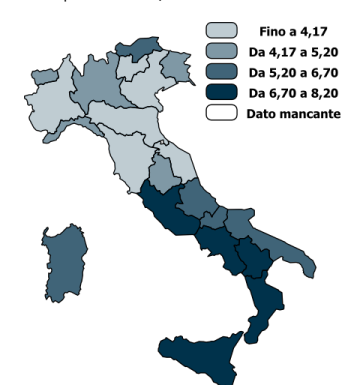 Fino a 4,17
Da 4,17 a 5,20
Da 5,20 a 6,70
Da 6,70 a 8,20
Dato mancante